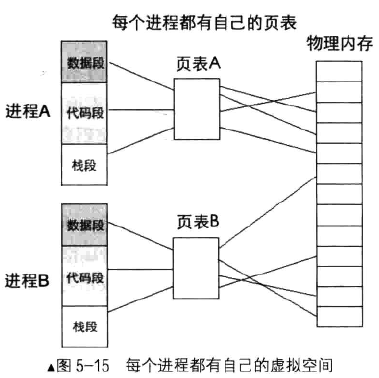 每个进程都有自己的页表
物理内存
数据段
页表A
进程A
代码段
栈段
数据段
页表B
进程B
代码段
栈段
▲图 5-15 每个进程都有自己的虚拟空间